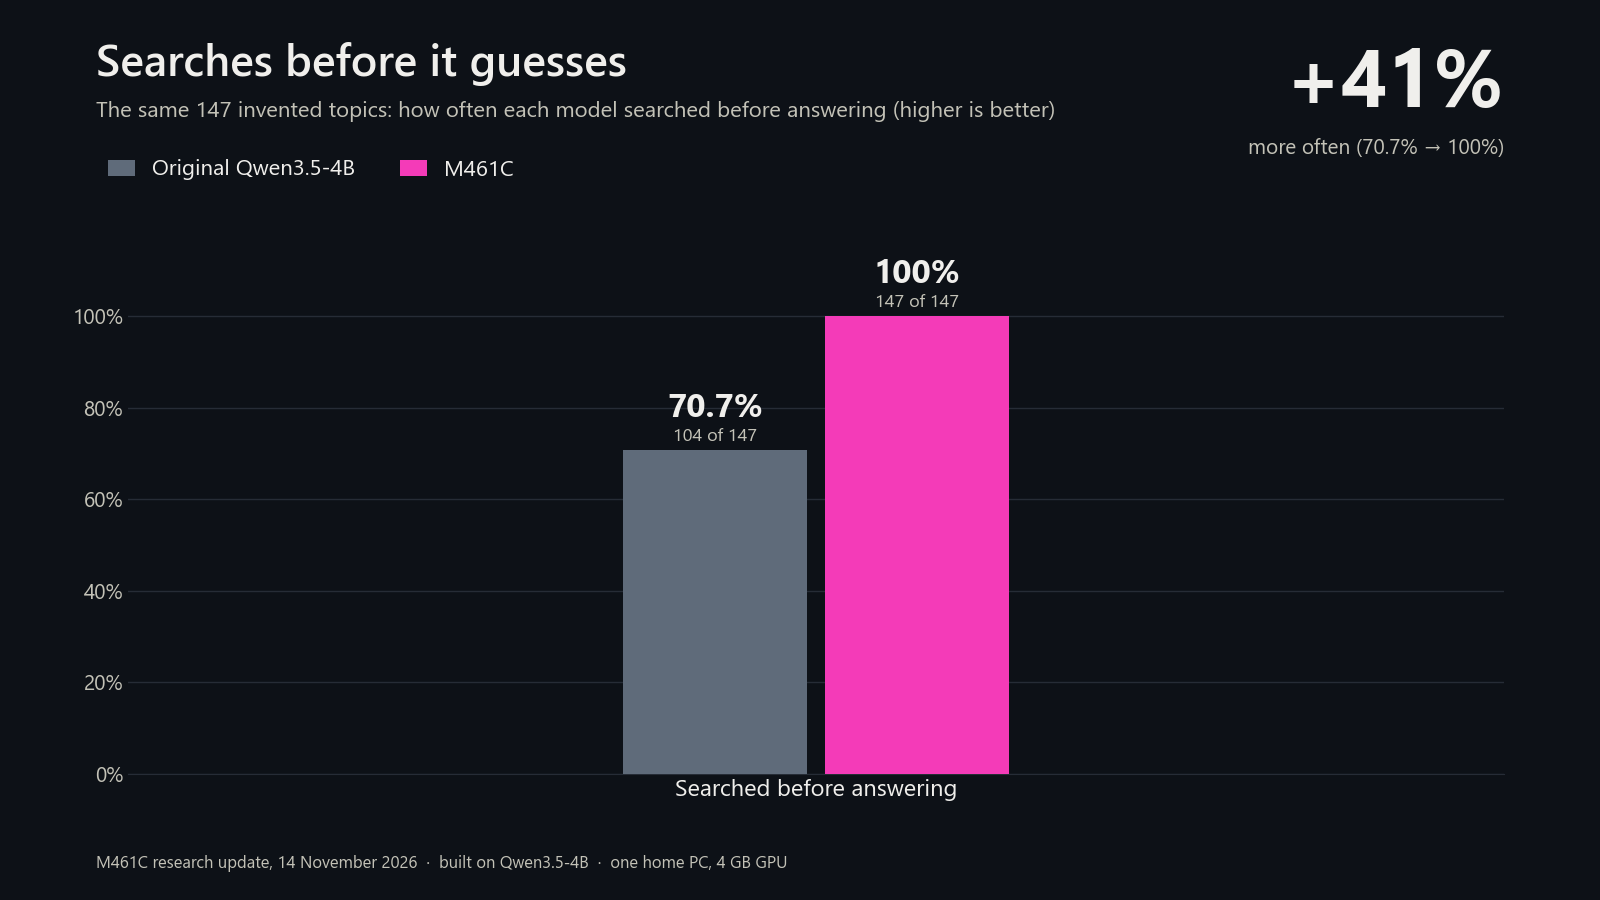 Searches before it guesses
The same 147 invented topics: how often each model searched before answering (higher is better)
+41%
more often (70.7% → 100%)
Original Qwen3.5-4B
M461C
100%
147 of 147
70.7%
104 of 147
100%
80%
60%
40%
20%
0%
Searched before answering
M461C research update, 14 November 2026 · built on Qwen3.5-4B · one home PC, 4 GB GPU